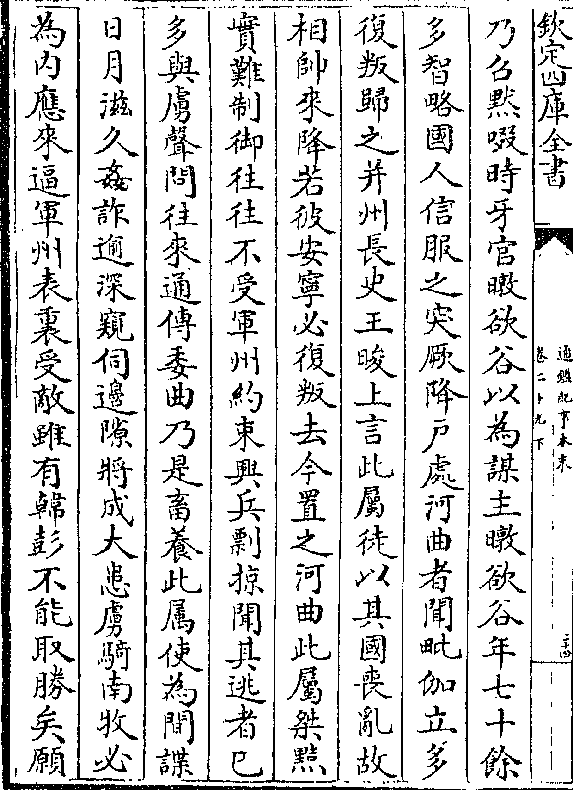 欽定四庫全書
通鑑紀事本末
卷二十九下
二十四
乃召黙啜時牙官暾欲谷以為謀主暾欲谷年七十餘
多智略國人信服之突厥降户處河曲者聞毗伽立多
復叛歸之并州長史王晙上言此屬徒以其國喪亂故
相帥來降若彼安寧必復叛去今置之河曲此屬桀黠
實難制御往往不受軍州約束興兵剽掠聞其逃者已
多與虜聲問往來通傳委曲乃是畜養此属使為間諜
日月滋久姦詐逾深窺伺邊隙將成大患虜騎南牧必
為内應來逼軍州表裏受敵雖有韓彭不能取勝矣願